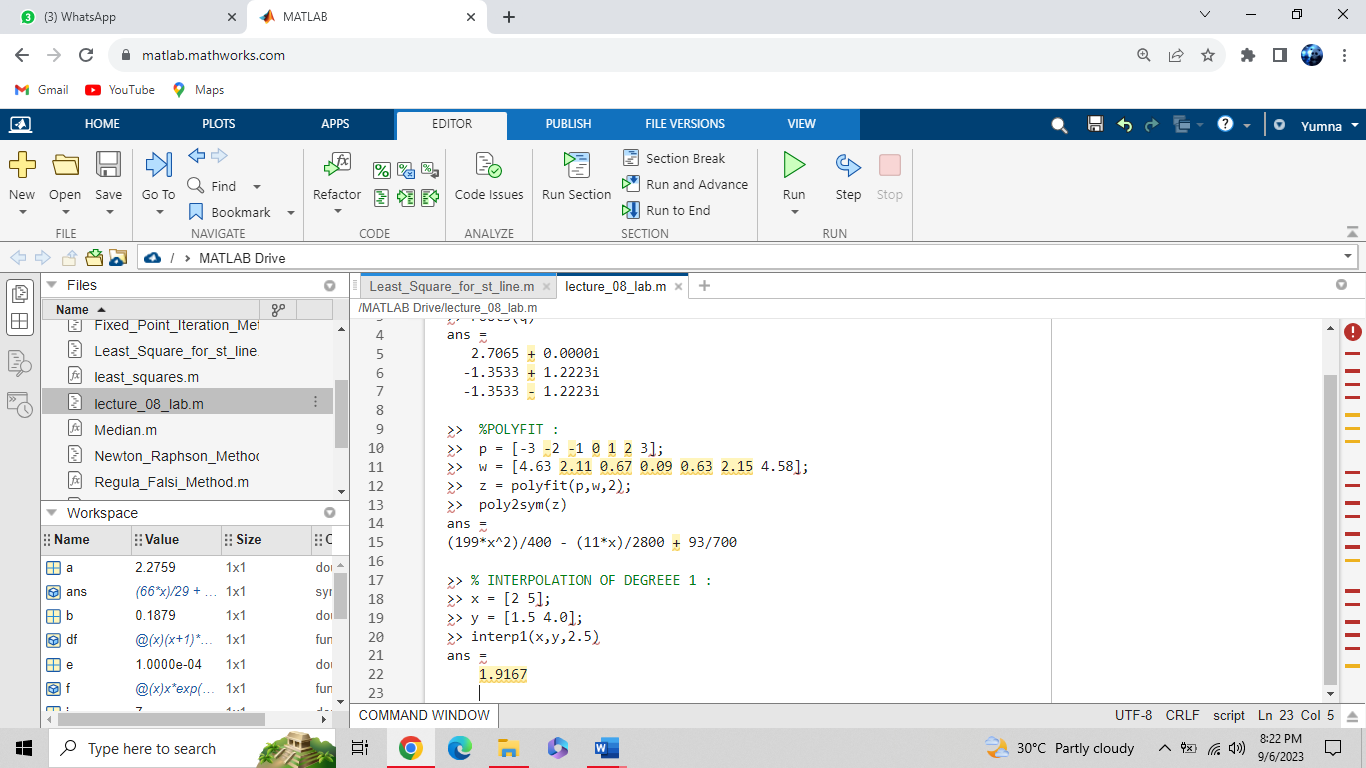 (3) WhatsApp
MATLAB
matlab.mathworks.com
Gmail YouTube Maps
HOME PLOTS APPS EDITOR PUBLISH FILE VERSIONS VIEW Yumna
New Open Save
FILE
Go To Find
Bookmark
NAVIGATE
Refactor
CODE
Code Issues
ANALYZE
Run Section Section Break
Run and Advance
Run to End
SECTION
Run Step Stop
RUN
/ MATLAB Drive
Files
Name
Fixed_Point_Iteration_Met
Least_Square_for_st_line.
least_squares.m
lecture_08_lab.m
Median.m
Newton_Raphson_Method
Regula_Falsi_Method.m
Workspace
Name Value Size C
a 2.2759 1x1 dou
ans (66*x)/29 + ... 1x1 syr
b 0.1879 1x1 dou
df @(x)(x+1)*... 1x1 fun
e 1.0000e-04 1x1 dou
f @(x)x*exp(... 1x1 fun
Least_Square_for_st_line.m lecture_08_lab.m
/MATLAB Drive/lecture_08_lab.m
3 >> roots(q)
4 ans =
5 2.7065 + 0.0000i
6 -1.3533 + 1.2223i
7 -1.3533 - 1.2223i
8
9 >> %POLYFIT :
10 >> p = [-3 -2 -1 0 1 2 3];
11 >> w = [4.63 2.11 0.67 0.09 0.63 2.15 4.58];
12 >> z = polyfit(p,w,2);
13 >> poly2sym(z)
14 ans =
15 (199*x^2)/400 - (11*x)/2800 + 93/700
16
17 >> % INTERPOLATION OF DEGREEE 1 :
18 >> x = [2 5];
19 >> y = [1.5 4.0];
20 >> interp1(x,y,2.5)
21 ans =
22 1.9167
23
COMMAND WINDOW
UTF-8 CRLF script Ln 23 Col 5
Type here to search
30°C Partly cloudy
8:22 PM
9/6/2023